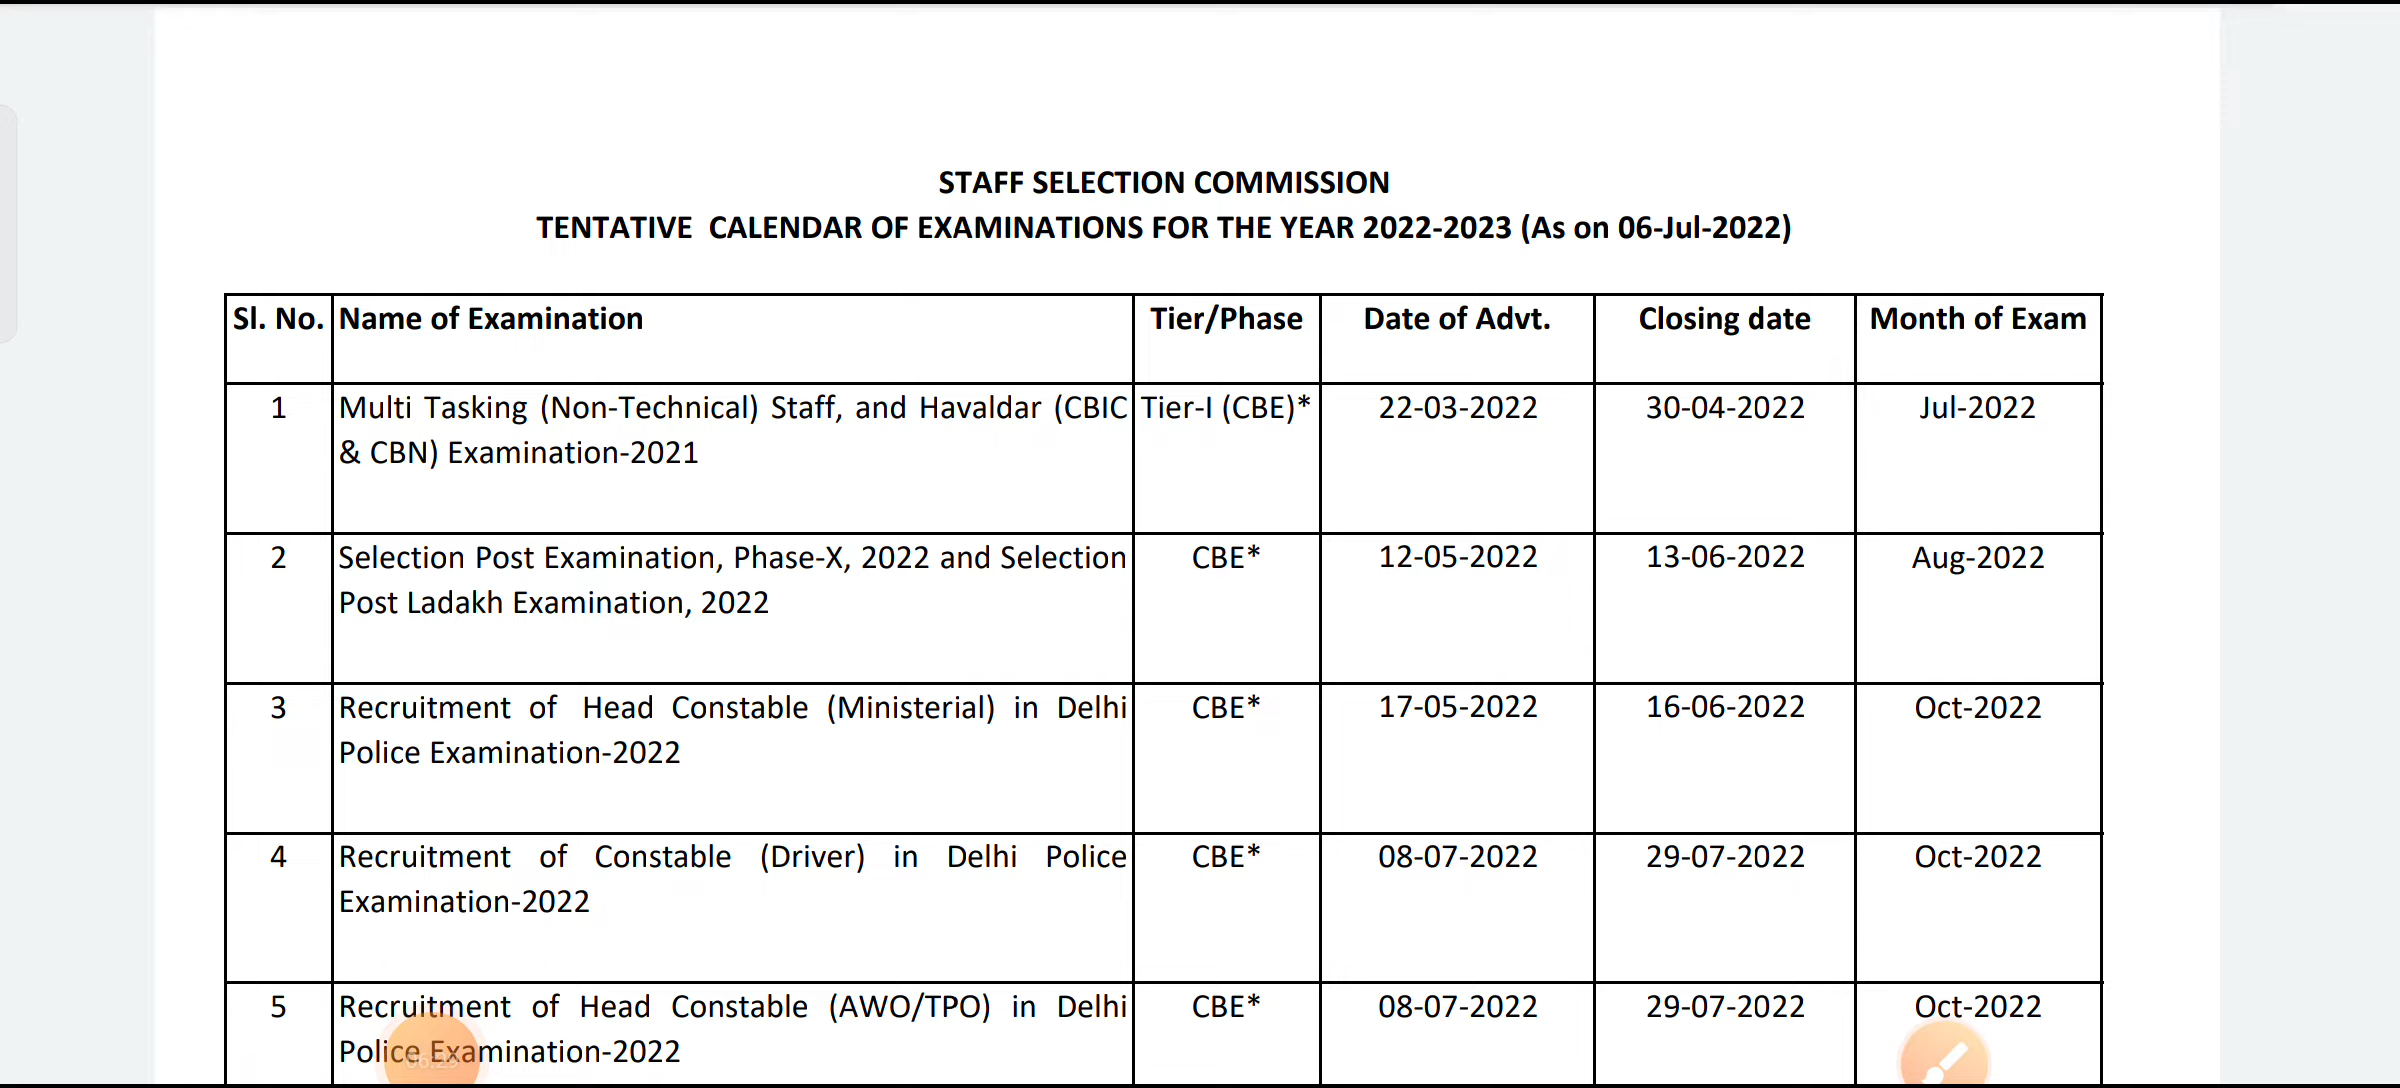 STAFF SELECTION COMMISSION
TENTATIVE CALENDAR OF EXAMINATIONS FOR THE YEAR 2022-2023 (As on 06-Jul-2022)
Sl. No. Name of Examination Tier/Phase Date of Advt. Closing date Month of Exam
1 Multi Tasking (Non-Technical) Staff, and Havaldar (CBIC Tier-I (CBE)* 22-03-2022 30-04-2022 Jul-2022
& CBN) Examination-2021
2 Selection Post Examination, Phase-X, 2022 and Selection CBE* 12-05-2022 13-06-2022 Aug-2022
Post Ladakh Examination, 2022
3 Recruitment of Head Constable (Ministerial) in Delhi CBE* 17-05-2022 16-06-2022 Oct-2022
Police Examination-2022
4 Recruitment of Constable (Driver) in Delhi Police CBE* 08-07-2022 29-07-2022 Oct-2022
Examination-2022
5 Recruitment of Head Constable (AWO/TPO) in Delhi CBE* 08-07-2022 29-07-2022 Oct-2022
Police Examination-2022